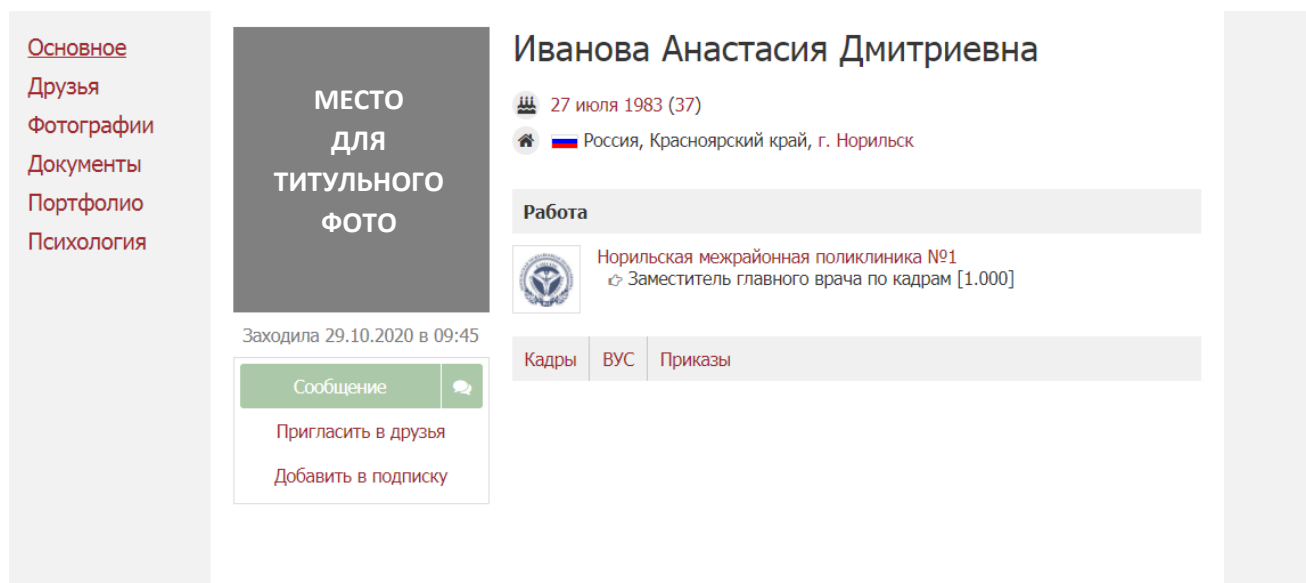 Основное
Друзья
Фотографии
Документы
Портфолио
Психология
МЕСТО
ДЛЯ
ТИТУЛЬНОГО
ФОТО
Заходила 29.10.2020 в 09:45
Сообщение
Пригласить в друзья
Добавить в подписку
Иванова Анастасия Дмитриевна
27 июля 1983 (37)
Россия, Красноярский край, г. Норильск
Работа
Норильская межрайонная поликлиника №1
Заместитель главного врача по кадрам [1.000]
Кадры ВУС Приказы